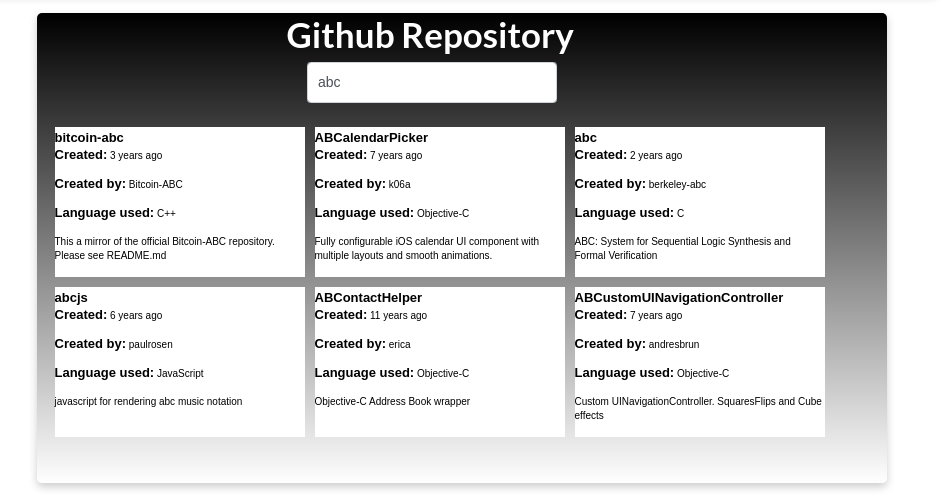 Github Repository
abc
bitcoin-abc
Created: 3 years ago
Created by: Bitcoin-ABC
Language used: C++
This a mirror of the official Bitcoin-ABC repository.
Please see README.md
ABCalendarPicker
Created: 7 years ago
Created by: k06a
Language used: Objective-C
Fully configurable iOS calendar UI component with
multiple layouts and smooth animations.
abc
Created: 2 years ago
Created by: berkeley-abc
Language used: C
ABC: System for Sequential Logic Synthesis and
Formal Verification
abcjs
Created: 6 years ago
Created by: paulrosen
Language used: JavaScript
javascript for rendering abc music notation
ABContactHelper
Created: 11 years ago
Created by: erica
Language used: Objective-C
Objective-C Address Book wrapper
ABCustomUINavigationController
Created: 7 years ago
Created by: andresbrun
Language used: Objective-C
Custom UINavigationController. SquaresFlips and Cube
effects